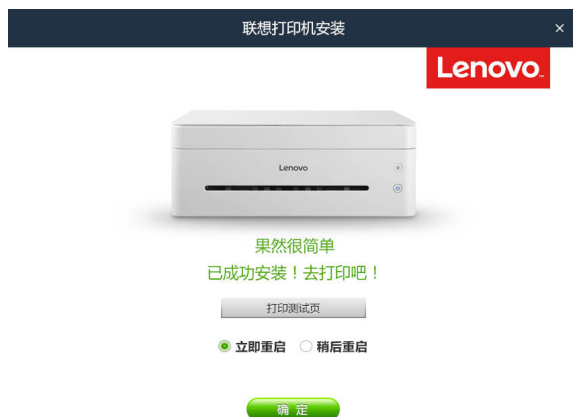 联想打印机安装
Lenovo
Lenovo
果然很简单
已成功安装！去打印吧！
打印测试页
立即重启 稍后重启
确 定